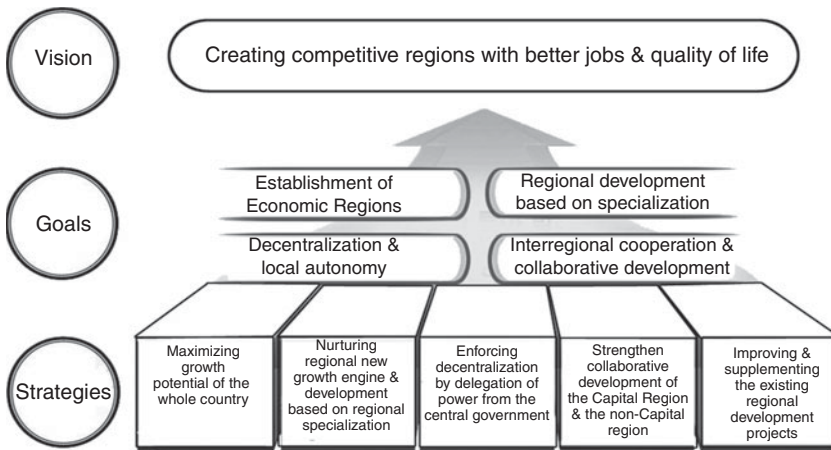 Vision
Creating competitive regions with better jobs & quality of life
Goals
Establishment of
Economic Regions
Regional development
based on specialization
Decentralization &
local autonomy
Interregional cooperation &
collaborative development
Strategies
Maximizing
growth
potential of the
whole country
Nurturing
regional new
growth engine &
development
based on regional
specialization
Enforcing
decentralization
by delegation of
power from the
central government
Strengthen
collaborative
development of
the Capital Region
& the non-Capital
region
Improving &
supplementing
the existing
regional
development
projects